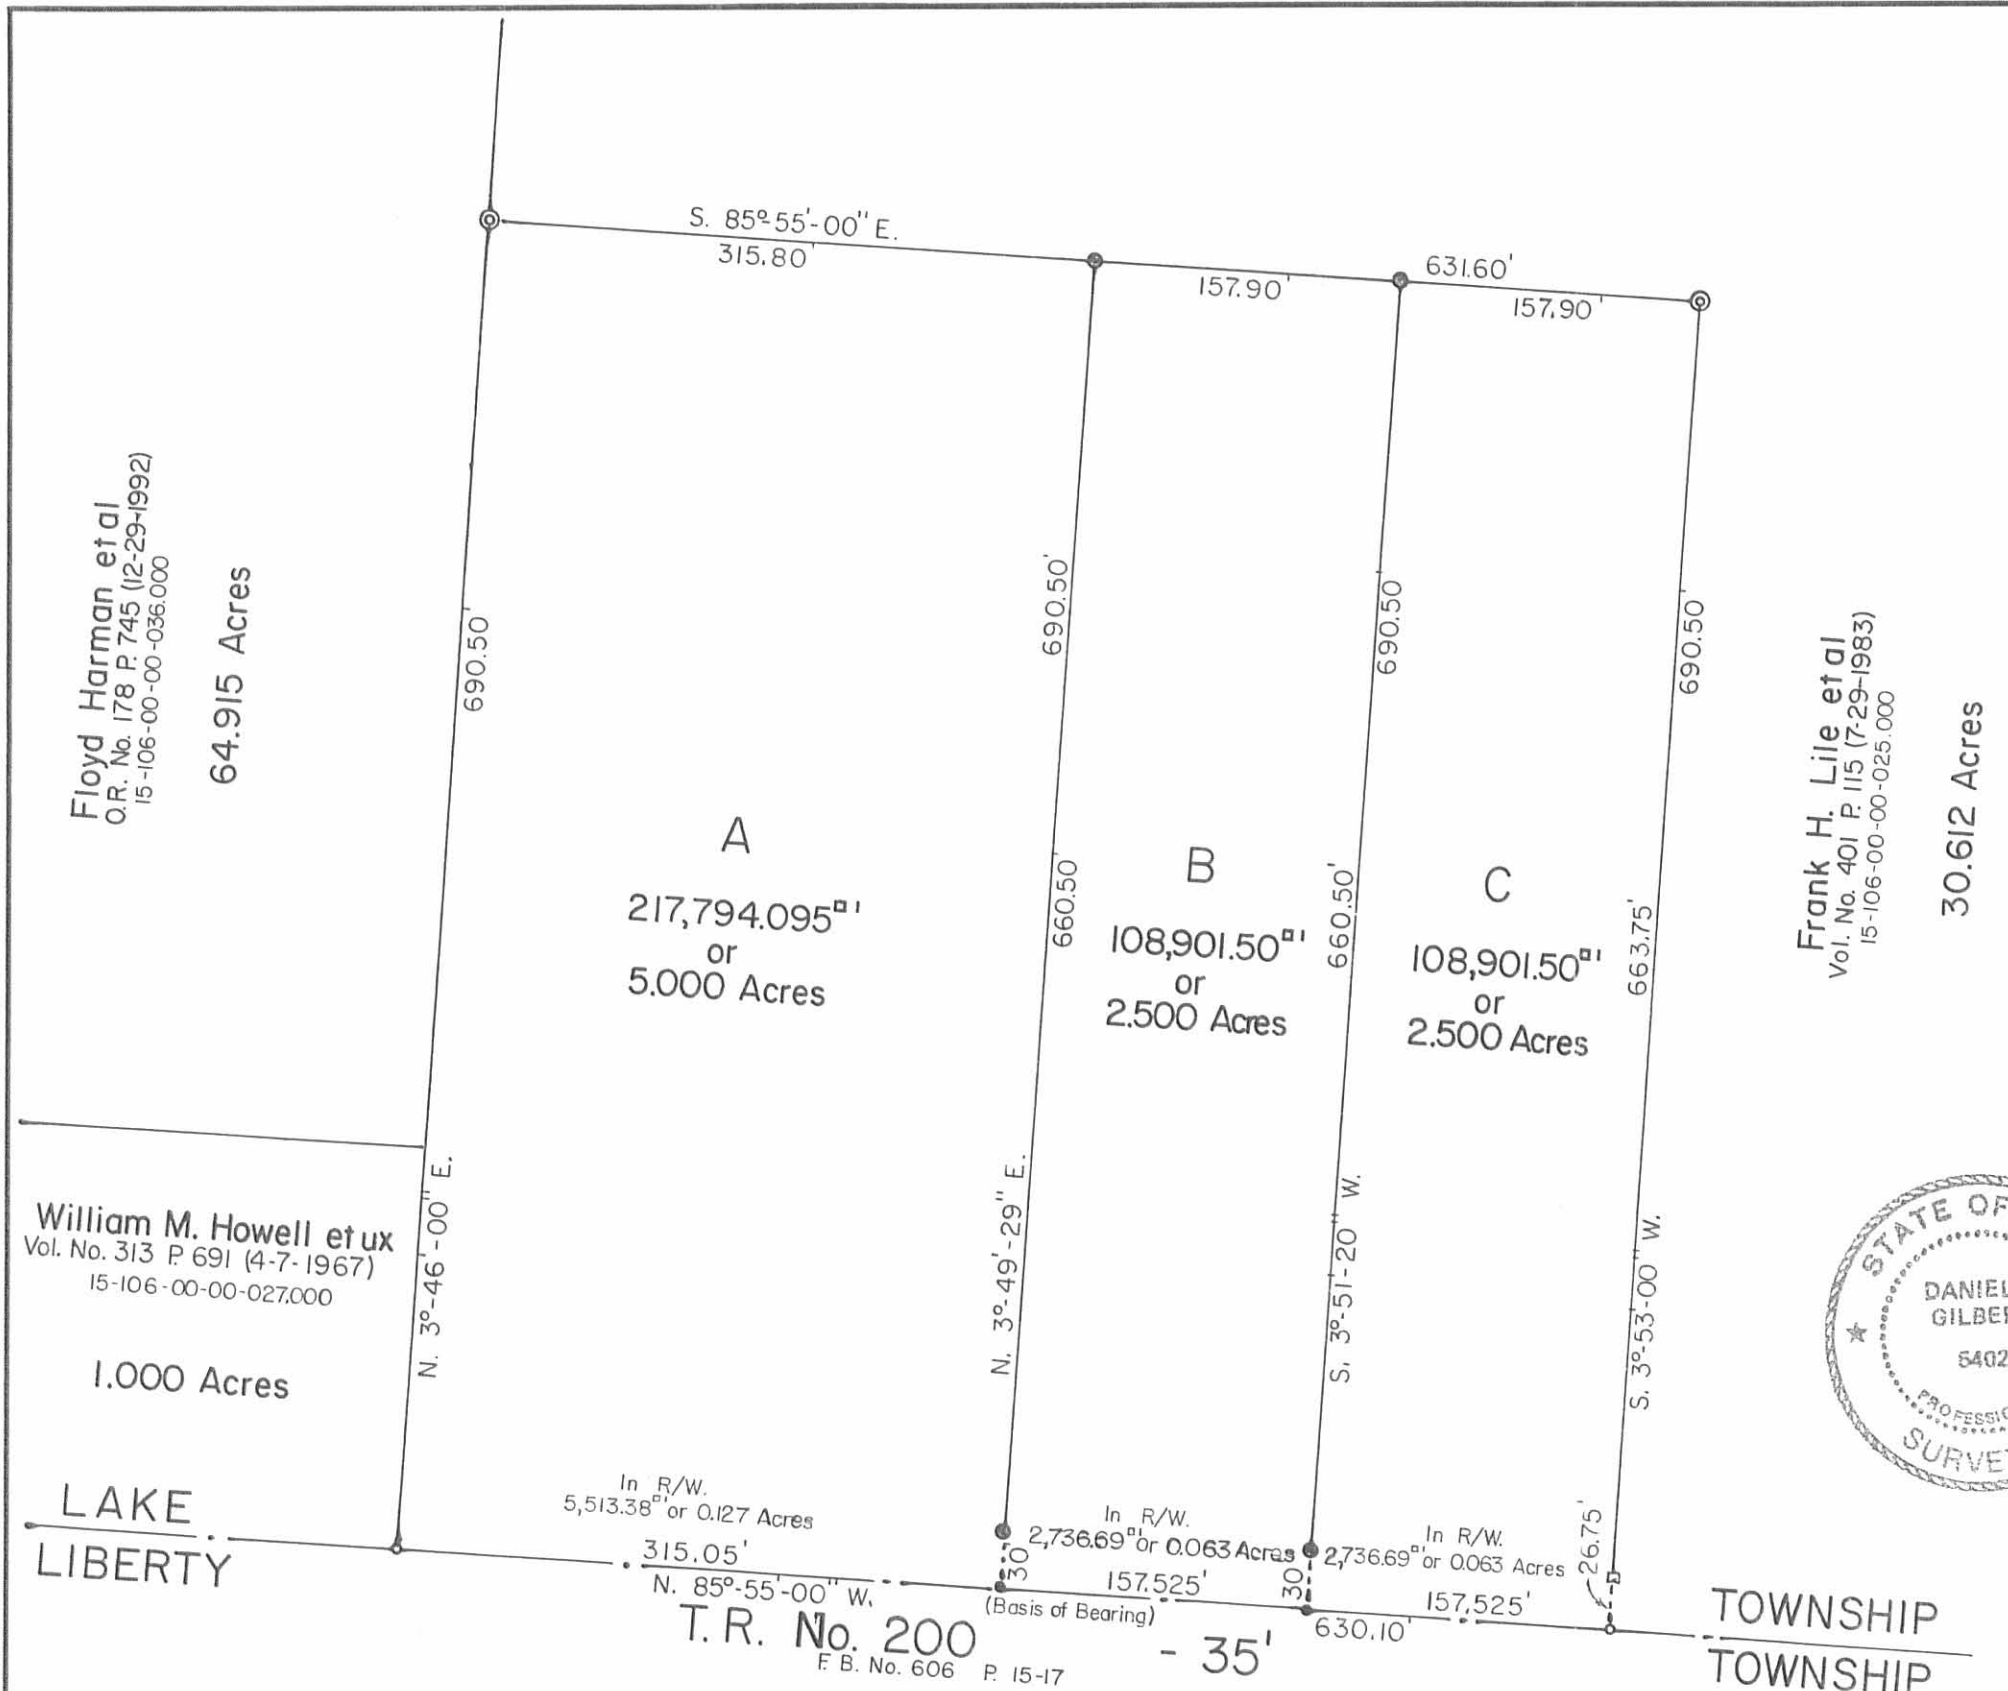 S. 85°-55'-00" E.
315.80'
157.90'
631.60'
157.90'
Floyd Harman et al
O.R. No. 178 P. 745 (12-29-1992)
15-106-00-00-036.000
64.915 Acres
690.50'
690.50'
690.50'
690.50'
Frank H. Lile et al
Vol. No. 401 P. 115 (7-29-1983)
15-106-00-00-025.000
30.612 Acres
A
217,794.095□'
or
5.000 Acres
660.50'
B
108,901.50□'
or
2.500 Acres
660.50'
C
108,901.50□'
or
2.500 Acres
663.75'
William M. Howell et ux
Vol. No. 313 P. 691 (4-7-1967)
15-106-00-00-027.000
1.000 Acres
N. 3°-46'-00" E.
N. 3°-49'-29" E.
S. 3°-51'-20" W.
S. 3°-53'-00" W.
STATE OF
DANIEL
GILBER
5402
PROFESSIO
SURVE
LAKE
LIBERTY
In R/W.
5,513.38□' or 0.127 Acres
In R/W.
2,736.69□' or 0.063 Acres
In R/W.
2,736.69□' or 0.063 Acres
26.75'
30'
30'
315.05'
N. 85°-55'-00" W.
157.525'
(Basis of Bearing)
157.525'
630.10'
T.R. No. 200 - 35'
F. B. No. 606 P. 15-17
TOWNSHIP
TOWNSHIP